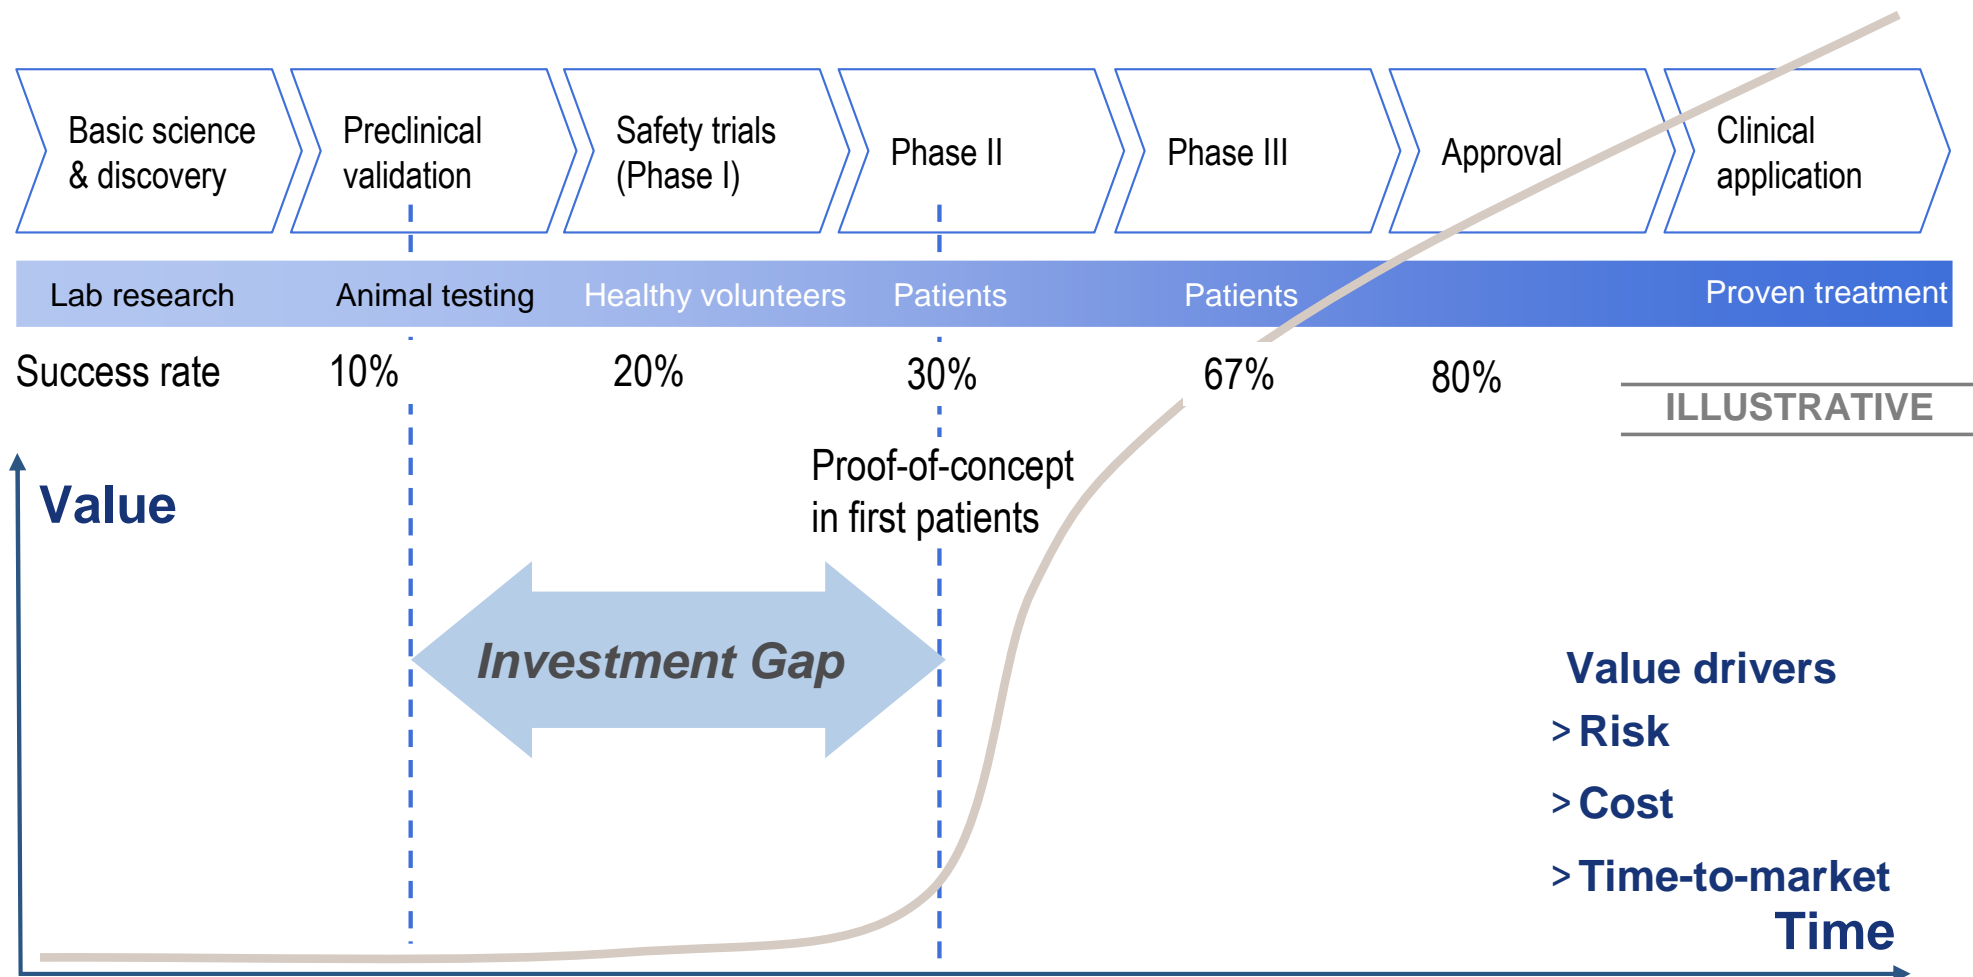 Basic science
& discovery
Preclinical
validation
Safety trials
(Phase I)
Phase II
Phase III
Approval
Clinical
application
Lab research
Animal testing
Healthy volunteers
Patients
Patients
Proven treatment
Success rate
10%
20%
30%
67%
80%
ILLUSTRATIVE
Proof-of-concept
in first patients
Value
Investment Gap
Value drivers
> Risk
> Cost
> Time-to-market
Time